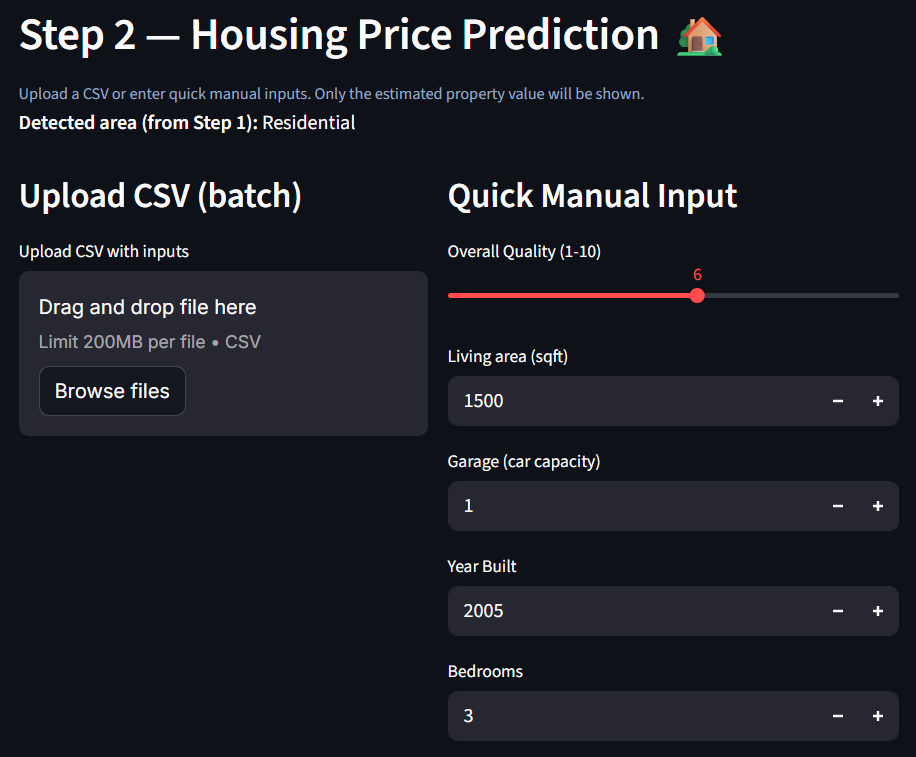 Step 2 — Housing Price Prediction 🏡
Upload a CSV or enter quick manual inputs. Only the estimated property value will be shown.
Detected area (from Step 1): Residential
Upload CSV (batch)
Upload CSV with inputs
Drag and drop file here
Limit 200MB per file • CSV
Browse files
Quick Manual Input
Overall Quality (1-10)
6
Living area (sqft)
1500 − +
Garage (car capacity)
1 − +
Year Built
2005 − +
Bedrooms
3 − +